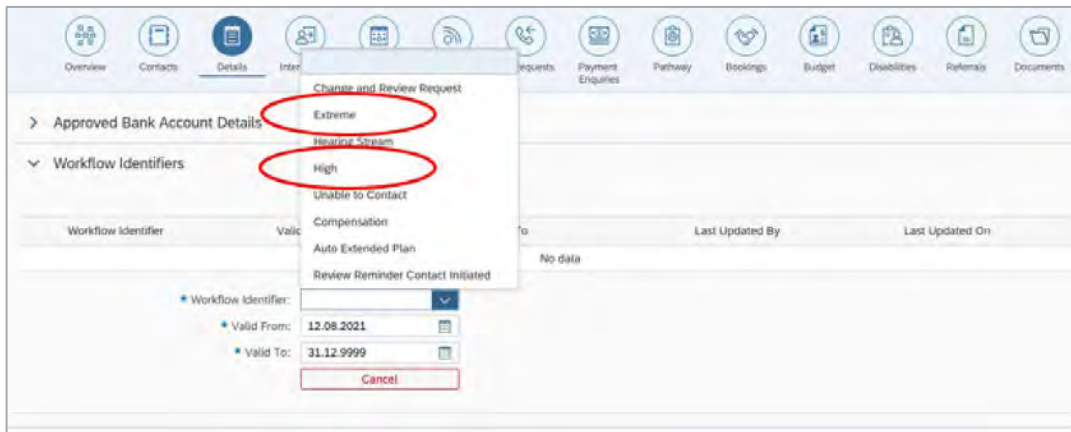 Overview Contacts Details Inter equests Payment Enquiries Pathway Bookings Budget Disabilities Referrals Documents
Change and Review Request
Approved Bank Account Details
Extreme
Hearing Stream
Workflow Identifiers
High
Unable to Contact
Compensation
Workflow Identifier Valid To Last Updated By Last Updated On
Auto Extended Plan
No data
Review Reminder Contact Initiated
* Workflow Identifier:
* Valid From: 12.08.2021
* Valid To: 31.12.9999
Cancel